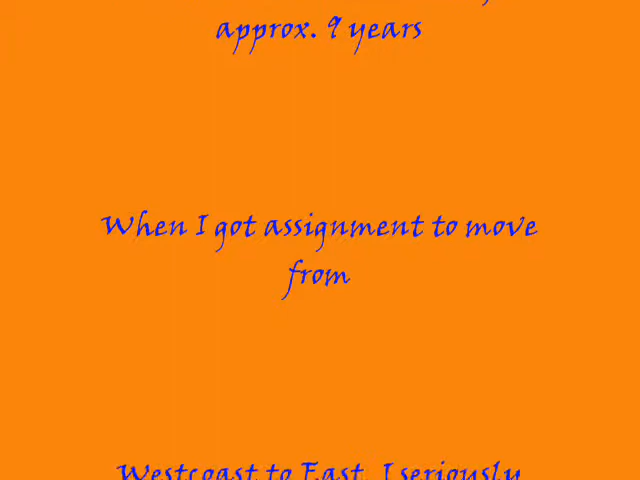 approx. 9 years
When I got assignment to move
from
Westcoast to East, I seriously